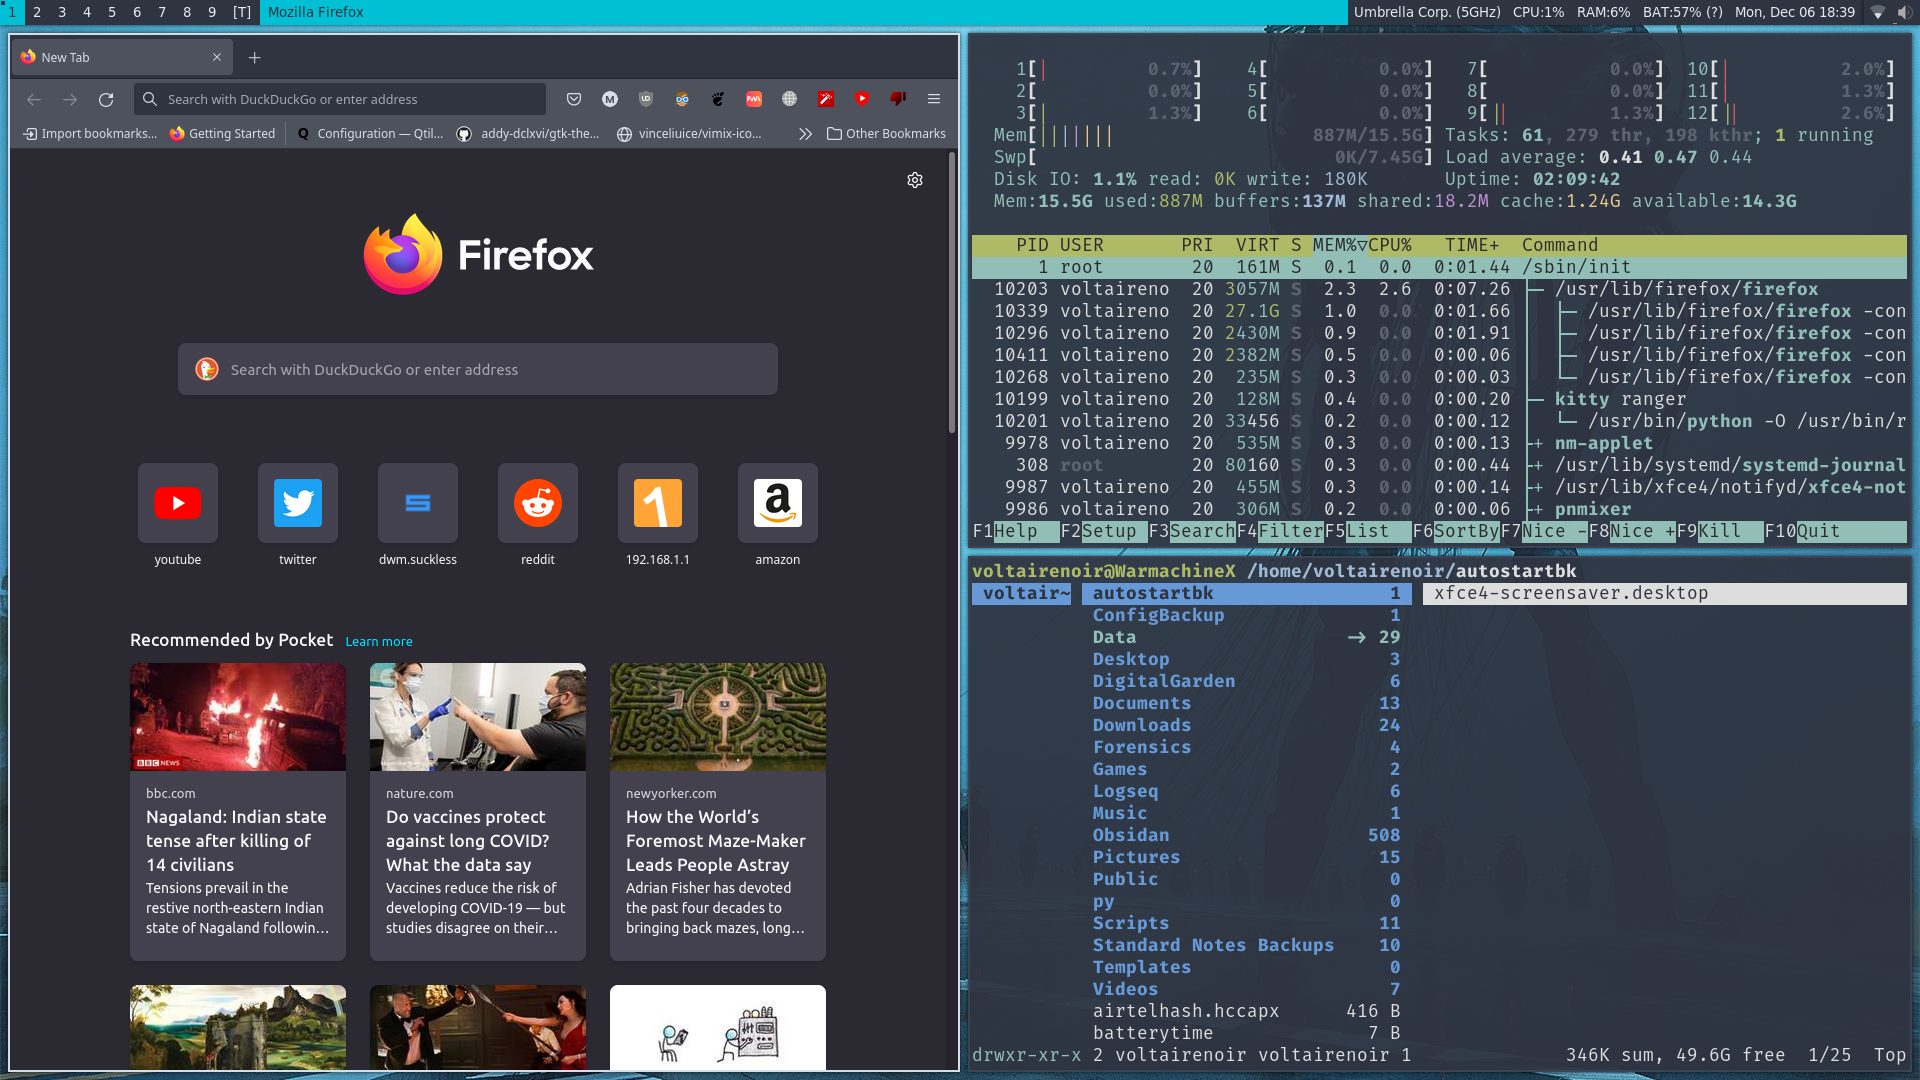 1 2 3 4 5 6 7 8 9 [T] Mozilla Firefox
Umbrella Corp. (5GHz) CPU:1% RAM:6% BAT:57% (?) Mon, Dec 06 18:39
New Tab
Search with DuckDuckGo or enter address
Import bookmarks... Getting Started Configuration — Qtil... addy-dclxvi/gtk-the... vinceliuice/vimix-ico... Other Bookmarks
Firefox
Search with DuckDuckGo or enter address
youtube twitter dwm.suckless reddit 192.168.1.1 amazon
Recommended by Pocket Learn more
BBC NEWS
bbc.com
Nagaland: Indian state
tense after killing of
14 civilians
Tensions prevail in the
restive north-eastern Indian
state of Nagaland followin...
nature.com
Do vaccines protect
against long COVID?
What the data say
Vaccines reduce the risk of
developing COVID-19 — but
studies disagree on their...
newyorker.com
How the World's
Foremost Maze-Maker
Leads People Astray
Adrian Fisher has devoted
the past four decades to
bringing back mazes, long...
1[| 0.7%] 4[ 0.0%] 7[ 0.0%] 10[| 2.0%]
2[ 0.0%] 5[ 0.0%] 8[ 0.0%] 11[| 1.3%]
3[| 1.3%] 6[ 0.0%] 9[|| 1.3%] 12[|| 2.6%]
Mem[||||||| 887M/15.5G] Tasks: 61, 279 thr, 198 kthr; 1 running
Swp[ 0K/7.45G] Load average: 0.41 0.47 0.44
Disk IO: 1.1% read: 0K write: 180K Uptime: 02:09:42
Mem:15.5G used:887M buffers:137M shared:18.2M cache:1.24G available:14.3G
PID USER PRI VIRT S MEM%▽CPU% TIME+ Command
1 root 20 161M S 0.1 0.0 0:01.44 /sbin/init
10203 voltaireno 20 3057M S 2.3 2.6 0:07.26 ├─ /usr/lib/firefox/firefox
10339 voltaireno 20 27.1G S 1.0 0.0 0:01.66 │ ├─ /usr/lib/firefox/firefox -con
10296 voltaireno 20 2430M S 0.9 0.0 0:01.91 │ ├─ /usr/lib/firefox/firefox -con
10411 voltaireno 20 2382M S 0.5 0.0 0:00.06 │ ├─ /usr/lib/firefox/firefox -con
10268 voltaireno 20 235M S 0.3 0.0 0:00.03 │ └─ /usr/lib/firefox/firefox -con
10199 voltaireno 20 128M S 0.4 0.0 0:00.20 ├─ kitty ranger
10201 voltaireno 20 33456 S 0.2 0.0 0:00.12 │ └─ /usr/bin/python -O /usr/bin/r
9978 voltaireno 20 535M S 0.3 0.0 0:00.13 ├+ nm-applet
308 root 20 80160 S 0.3 0.0 0:00.44 ├+ /usr/lib/systemd/systemd-journal
9987 voltaireno 20 455M S 0.3 0.0 0:00.14 ├+ /usr/lib/xfce4/notifyd/xfce4-not
9986 voltaireno 20 306M S 0.2 0.0 0:00.06 ├+ pnmixer
F1Help F2Setup F3SearchF4FilterF5List F6SortByF7Nice -F8Nice +F9Kill F10Quit
voltairenoir@WarmachineX /home/voltairenoir/autostartbk
voltair~ autostartbk 1 xfce4-screensaver.desktop
ConfigBackup 1
Data -> 29
Desktop 3
DigitalGarden 6
Documents 13
Downloads 24
Forensics 4
Games 2
Logseq 6
Music 1
Obsidan 508
Pictures 15
Public 0
py 0
Scripts 11
Standard Notes Backups 10
Templates 0
Videos 7
airtelhash.hccapx 416 B
batterytime 7 B
drwxr-xr-x 2 voltairenoir voltairenoir 1 346K sum, 49.6G free 1/25 Top